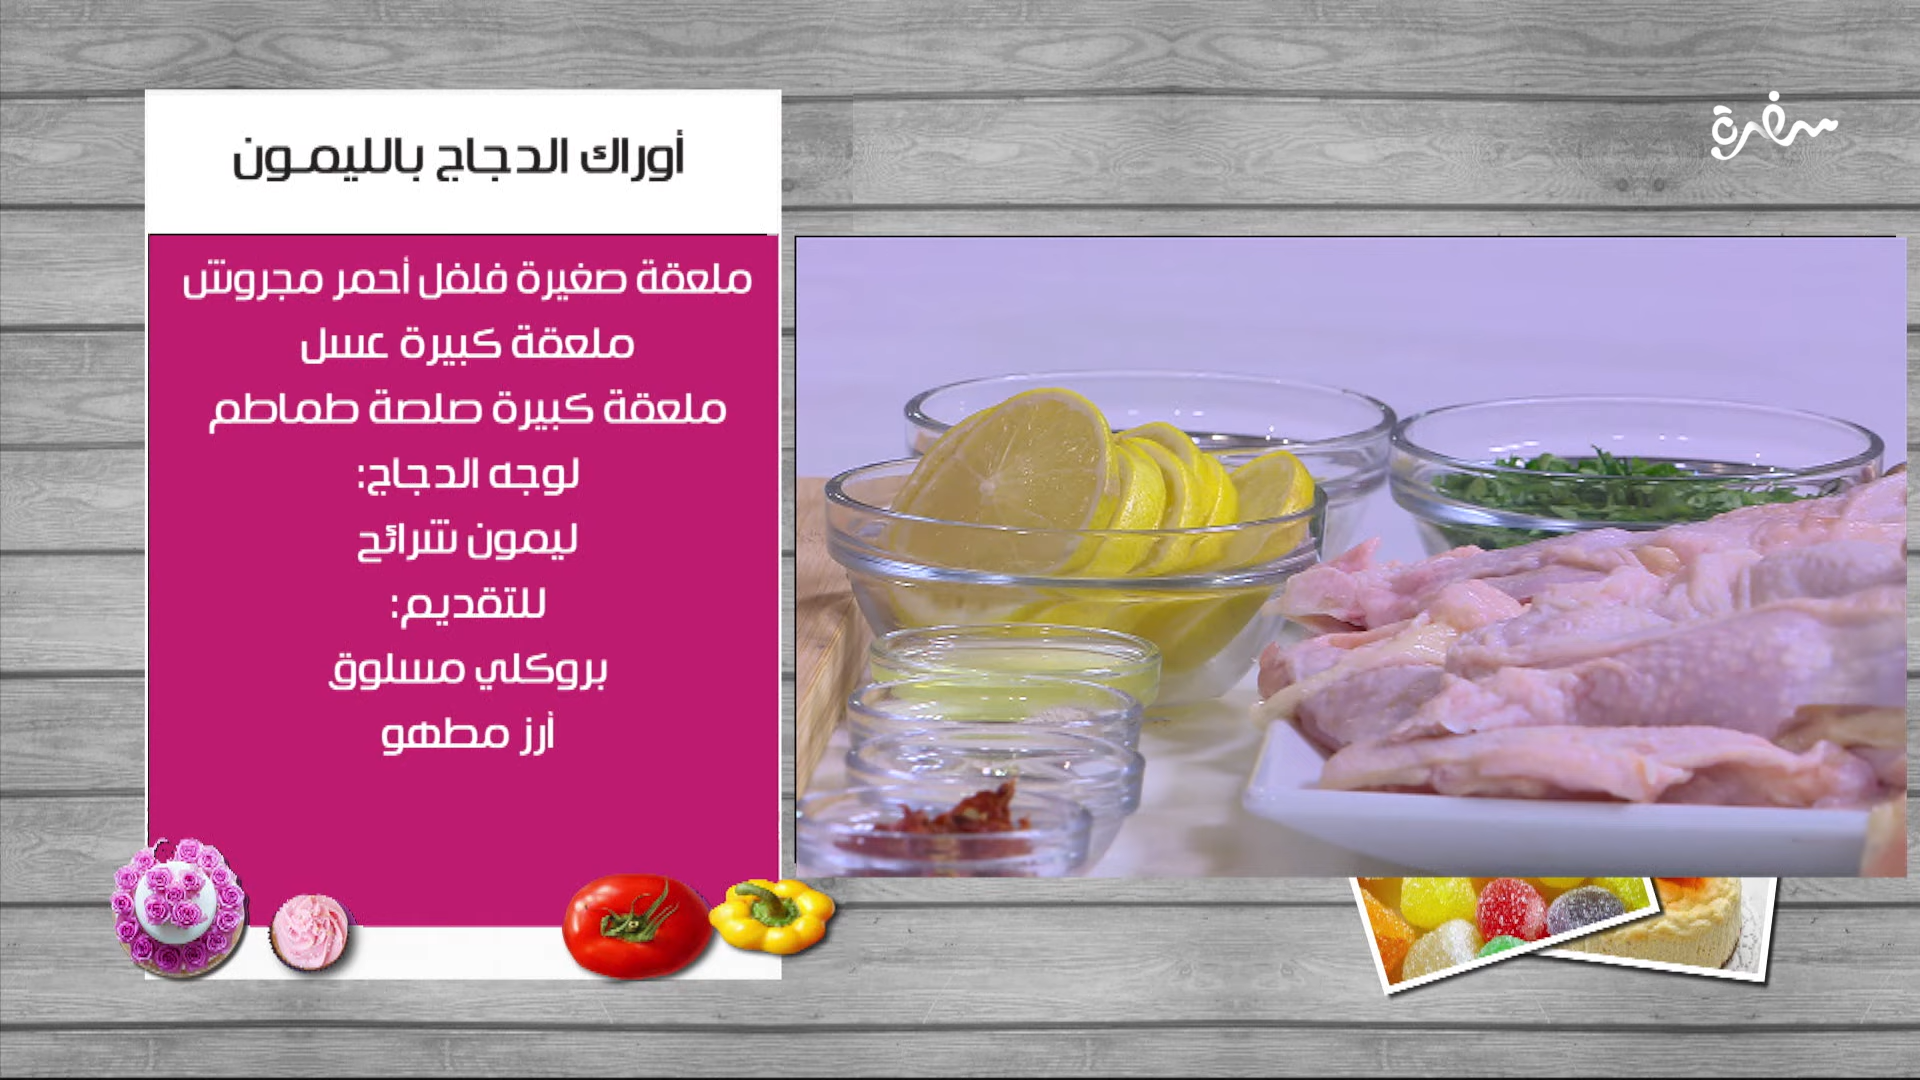 سفرة
أوراك الدجاج بالليمون
ملعقة صغيرة فلفل أحمر مجروش
ملعقة كبيرة عسل
ملعقة كبيرة صلصة طماطم
لوجه الدجاج:
ليمون شرائح
للتقديم:
بروكلي مسلوق
أرز مطهو